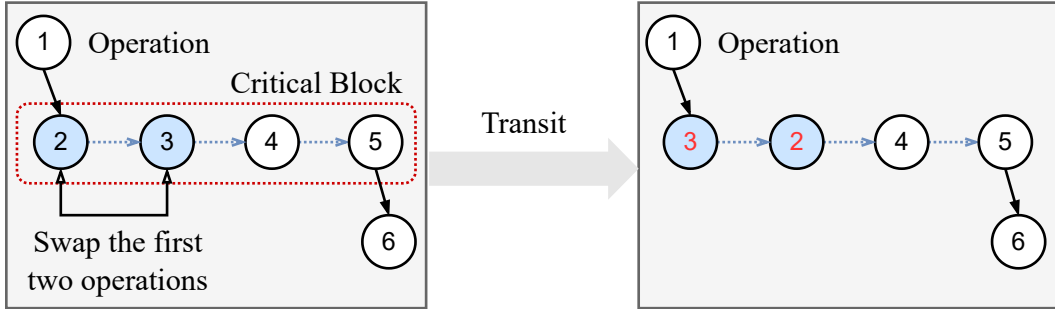 1
Operation
Critical Block
2
3
4
5
Swap the first
two operations
6
Transit
1
Operation
3
2
4
5
6